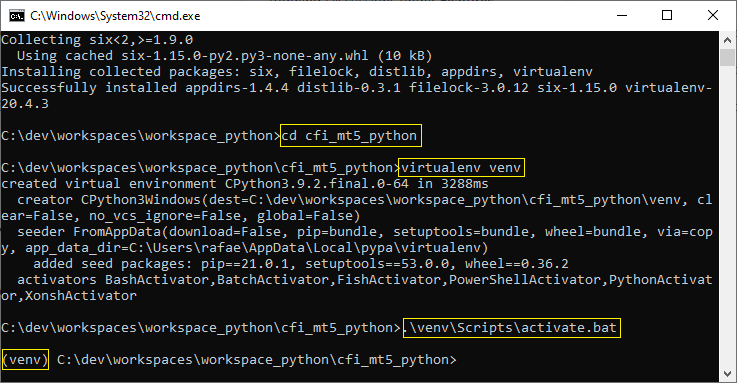 C:\Windows\System32\cmd.exe
Collecting six<2,>=1.9.0
  Using cached six-1.15.0-py2.py3-none-any.whl (10 kB)
Installing collected packages: six, filelock, distlib, appdirs, virtualenv
Successfully installed appdirs-1.4.4 distlib-0.3.1 filelock-3.0.12 six-1.15.0 virtualenv-
20.4.3
C:\dev\workspaces\workspace_python>cd cfi_mt5_python
C:\dev\workspaces\workspace_python\cfi_mt5_python>virtualenv venv
created virtual environment CPython3.9.2.final.0-64 in 3288ms
  creator CPython3Windows(dest=C:\dev\workspaces\workspace_python\cfi_mt5_python\venv, cl
ear=False, no_vcs_ignore=False, global=False)
  seeder FromAppData(download=False, pip=bundle, setuptools=bundle, wheel=bundle, via=cop
y, app_data_dir=C:\Users\rafae\AppData\Local\pypa\virtualenv)
    added seed packages: pip==21.0.1, setuptools==53.0.0, wheel==0.36.2
  activators BashActivator,BatchActivator,FishActivator,PowerShellActivator,PythonActivat
or,XonshActivator
C:\dev\workspaces\workspace_python\cfi_mt5_python>.\venv\Scripts\activate.bat
(venv) C:\dev\workspaces\workspace_python\cfi_mt5_python>